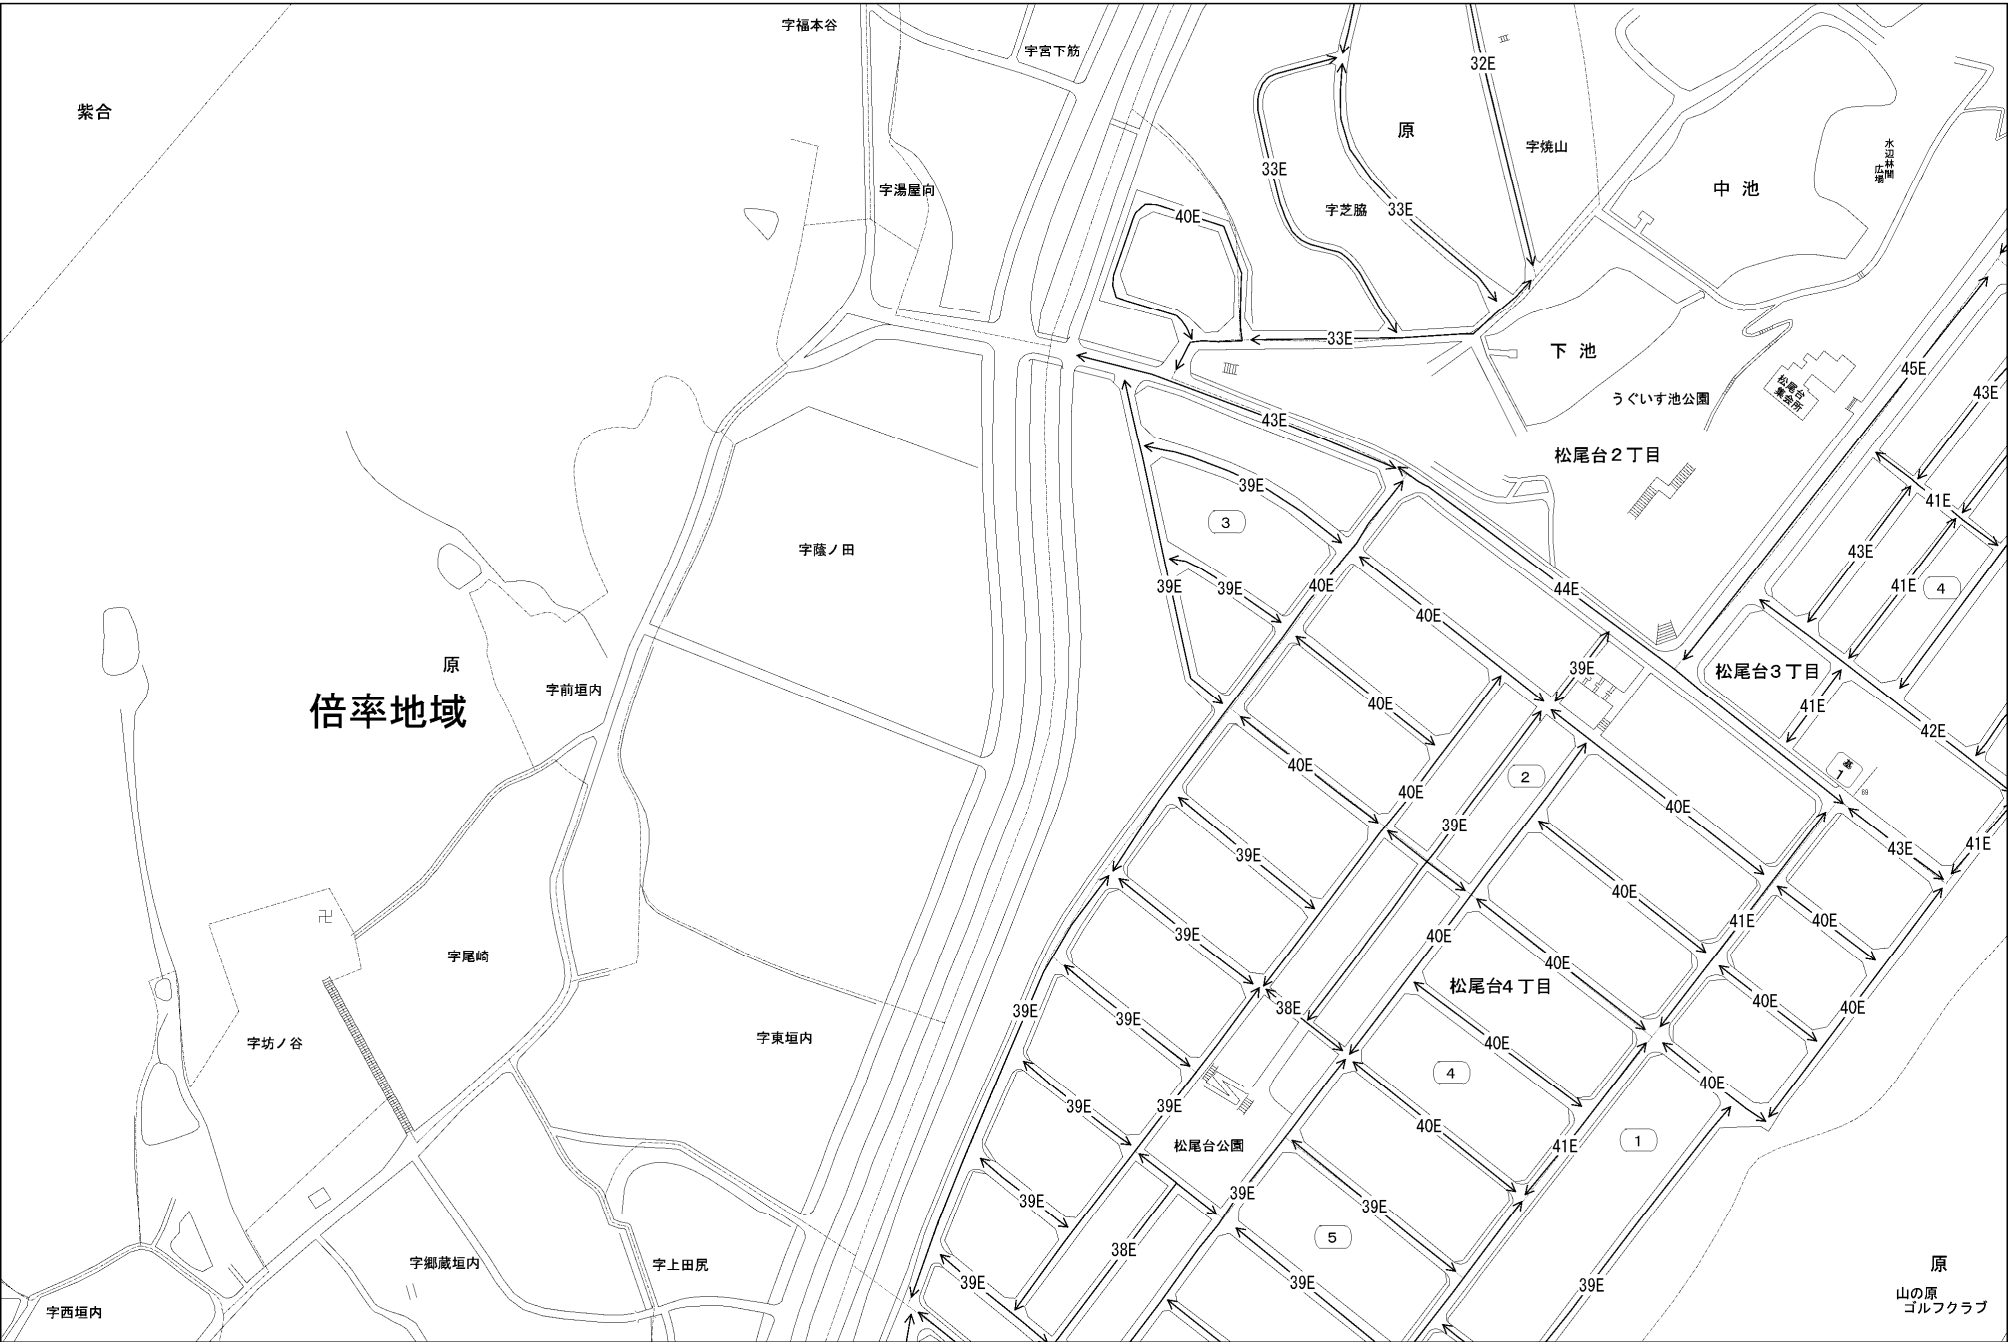 字福本谷
字宮下筋
32E
紫合
原
字焼山
水辺林間
広場
33E
中池
字湯屋向
字芝脇
33E
40E
33E
下池
45E
松尾台
集会所
43E
うぐいす池公園
43E
松尾台2丁目
39E
41E
3
字蔭ノ田
43E
39E
39E
40E
44E
41E
4
40E
原
39E
松尾台3丁目
字前垣内
40E
41E
倍率地域
42E
40E
2
基
1
69
40E
40E
39E
43E
41E
39E
40E
卍
39E
41E
40E
40E
字尾崎
40E
松尾台4丁目
40E
38E
40E
39E
39E
字東垣内
字坊ノ谷
40E
4
40E
39E
39E
40E
1
松尾台公園
41E
39E
39E
39E
5
38E
字郷蔵垣内
字上田尻
原
39E
39E
39E
山の原
ゴルフクラブ
字西垣内